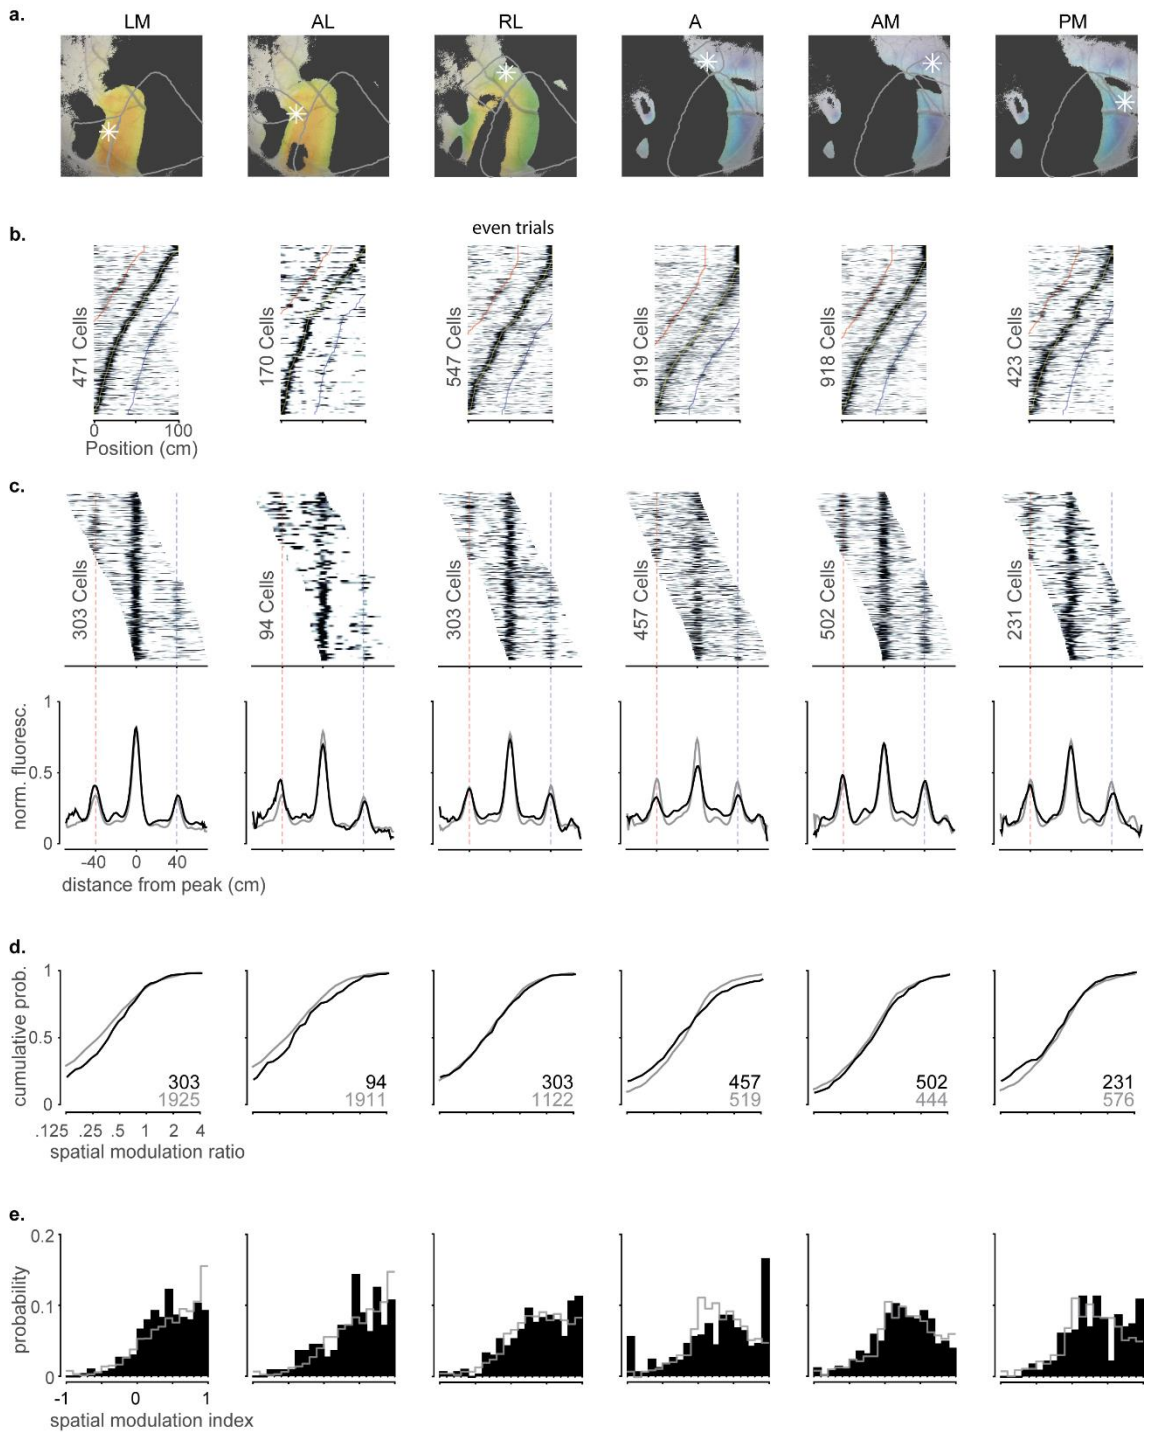 a.
LM AL RL A AM PM
b.
even trials
471 Cells 170 Cells 547 Cells 919 Cells 918 Cells 423 Cells
0 100
Position (cm)
c.
303 Cells 94 Cells 303 Cells 457 Cells 502 Cells 231 Cells
norm. fluoresc.
1
0.5
0
-40 0 40
distance from peak (cm)
d.
cumulative prob.
1
0.5
0
303 94 303 457 502 231
1925 1911 1122 519 444 576
.125 .25 .5 1 2 4
spatial modulation ratio
e.
probability
0.2
0.1
0
-1 0 1
spatial modulation index